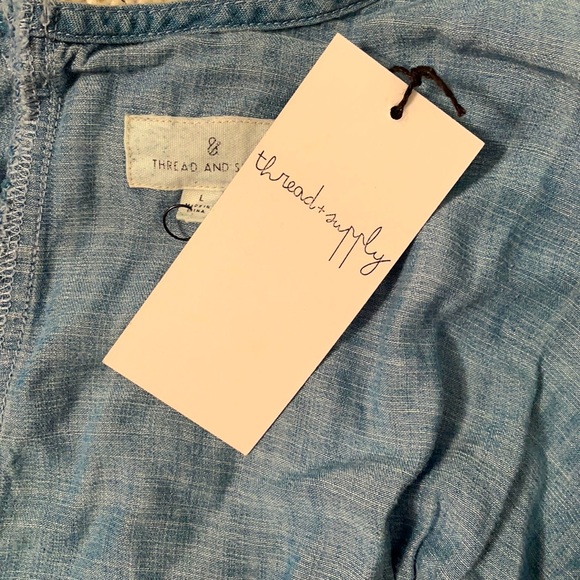 &
THREAD AND S
L
thread+supply